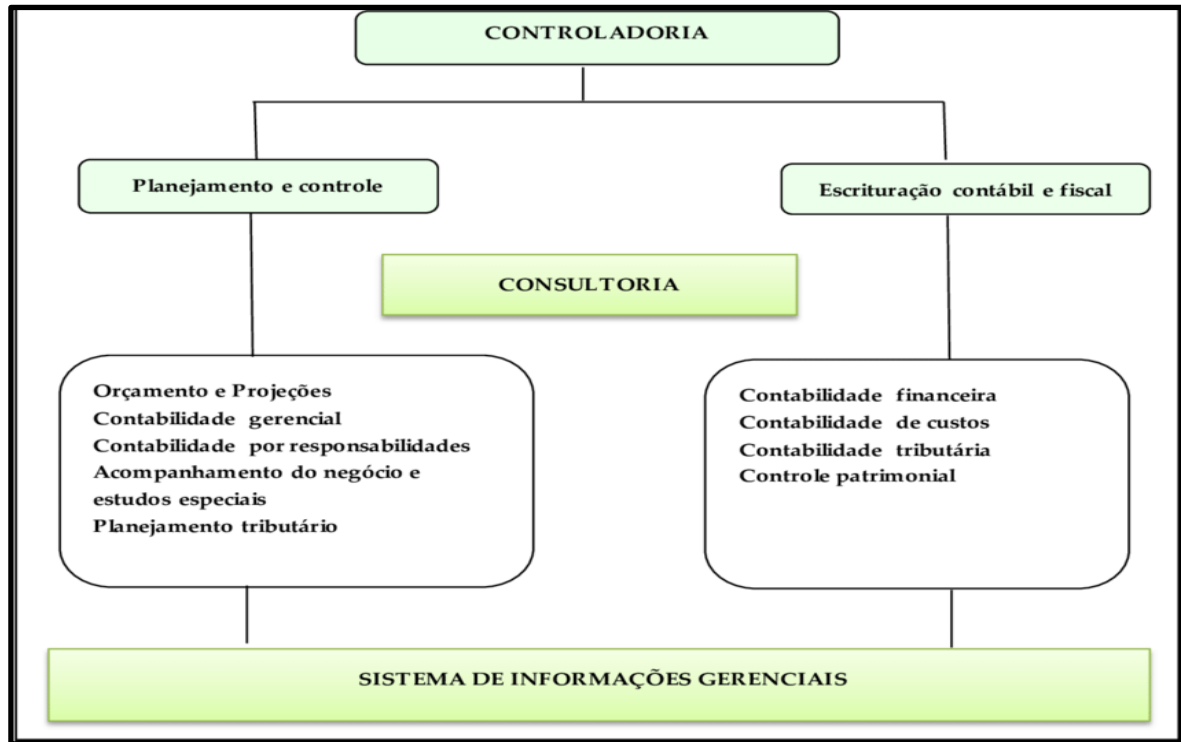 CONTROLADORIA
Planejamento e controle
Escrituração contábil e fiscal
CONSULTORIA
Orçamento e Projeções
Contabilidade gerencial
Contabilidade por responsabilidades
Acompanhamento do negócio e
estudos especiais
Planejamento tributário
Contabilidade financeira
Contabilidade de custos
Contabilidade tributária
Controle patrimonial
SISTEMA DE INFORMAÇÕES GERENCIAIS